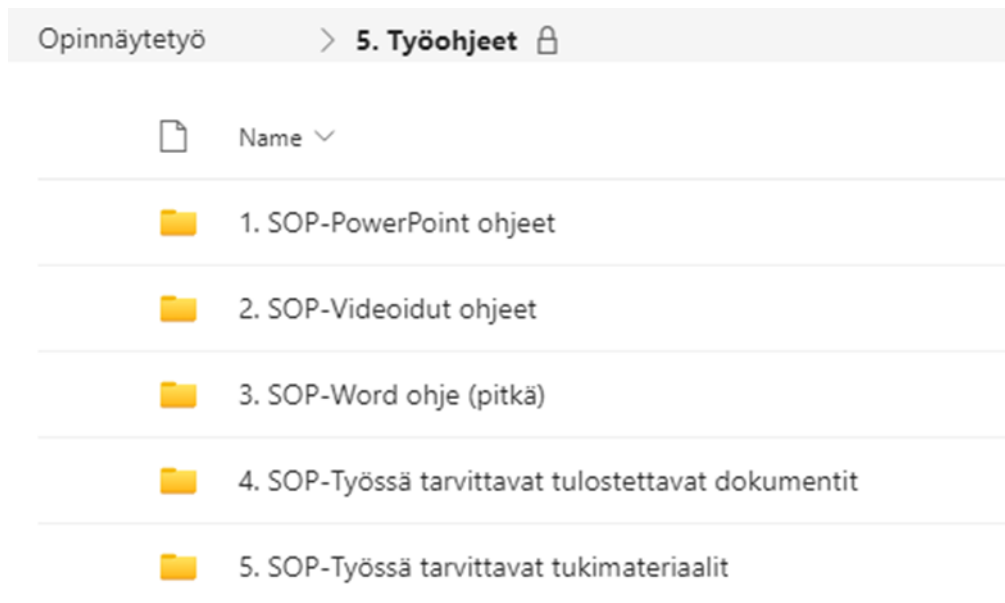 Opinnäytetyö > 5. Työohjeet
Name
1. SOP-PowerPoint ohjeet
2. SOP-Videoidut ohjeet
3. SOP-Word ohje (pitkä)
4. SOP-Työssä tarvittavat tulostettavat dokumentit
5. SOP-Työssä tarvittavat tukimateriaalit